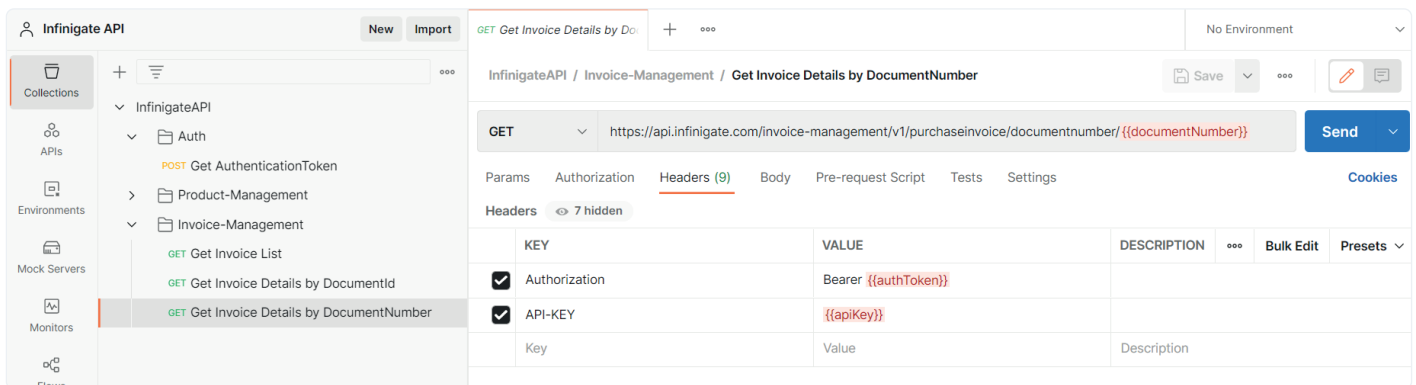 Infinigate API
New
Import
Collections
APIs
Environments
Mock Servers
Monitors
Flows
InfinigateAPI
Auth
POST Get AuthenticationToken
Product-Management
Invoice-Management
GET Get Invoice List
GET Get Invoice Details by DocumentId
GET Get Invoice Details by DocumentNumber
GET Get Invoice Details by Do
No Environment
InfinigateAPI / Invoice-Management / Get Invoice Details by DocumentNumber
Save
GET
https://api.infinigate.com/invoice-management/v1/purchaseinvoice/documentnumber/{{documentNumber}}
Send
Params Authorization Headers (9) Body Pre-request Script Tests Settings Cookies
Headers 7 hidden
KEY VALUE DESCRIPTION Bulk Edit Presets
Authorization Bearer {{authToken}}
API-KEY {{apiKey}}
Key Value Description